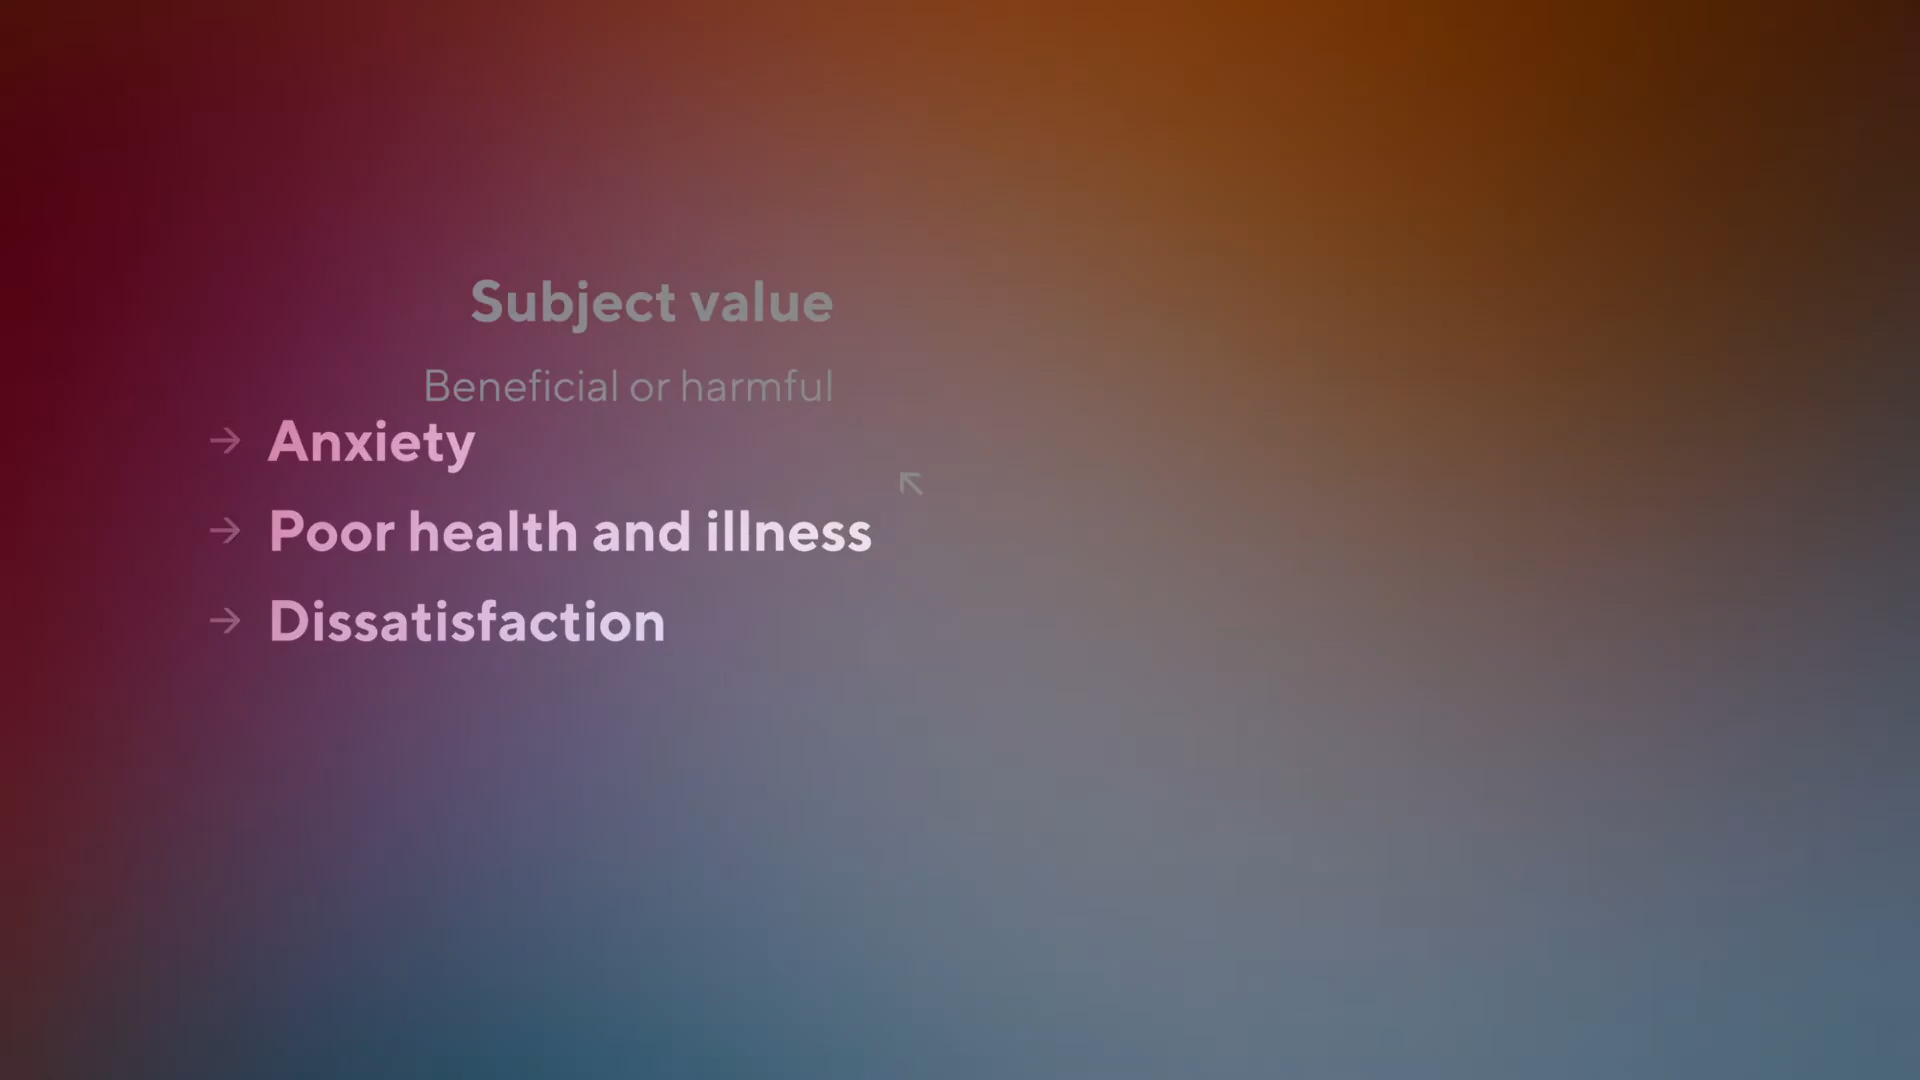 Subject value
Beneficial or harmful
→ Anxiety
→ Poor health and illness
→ Dissatisfaction